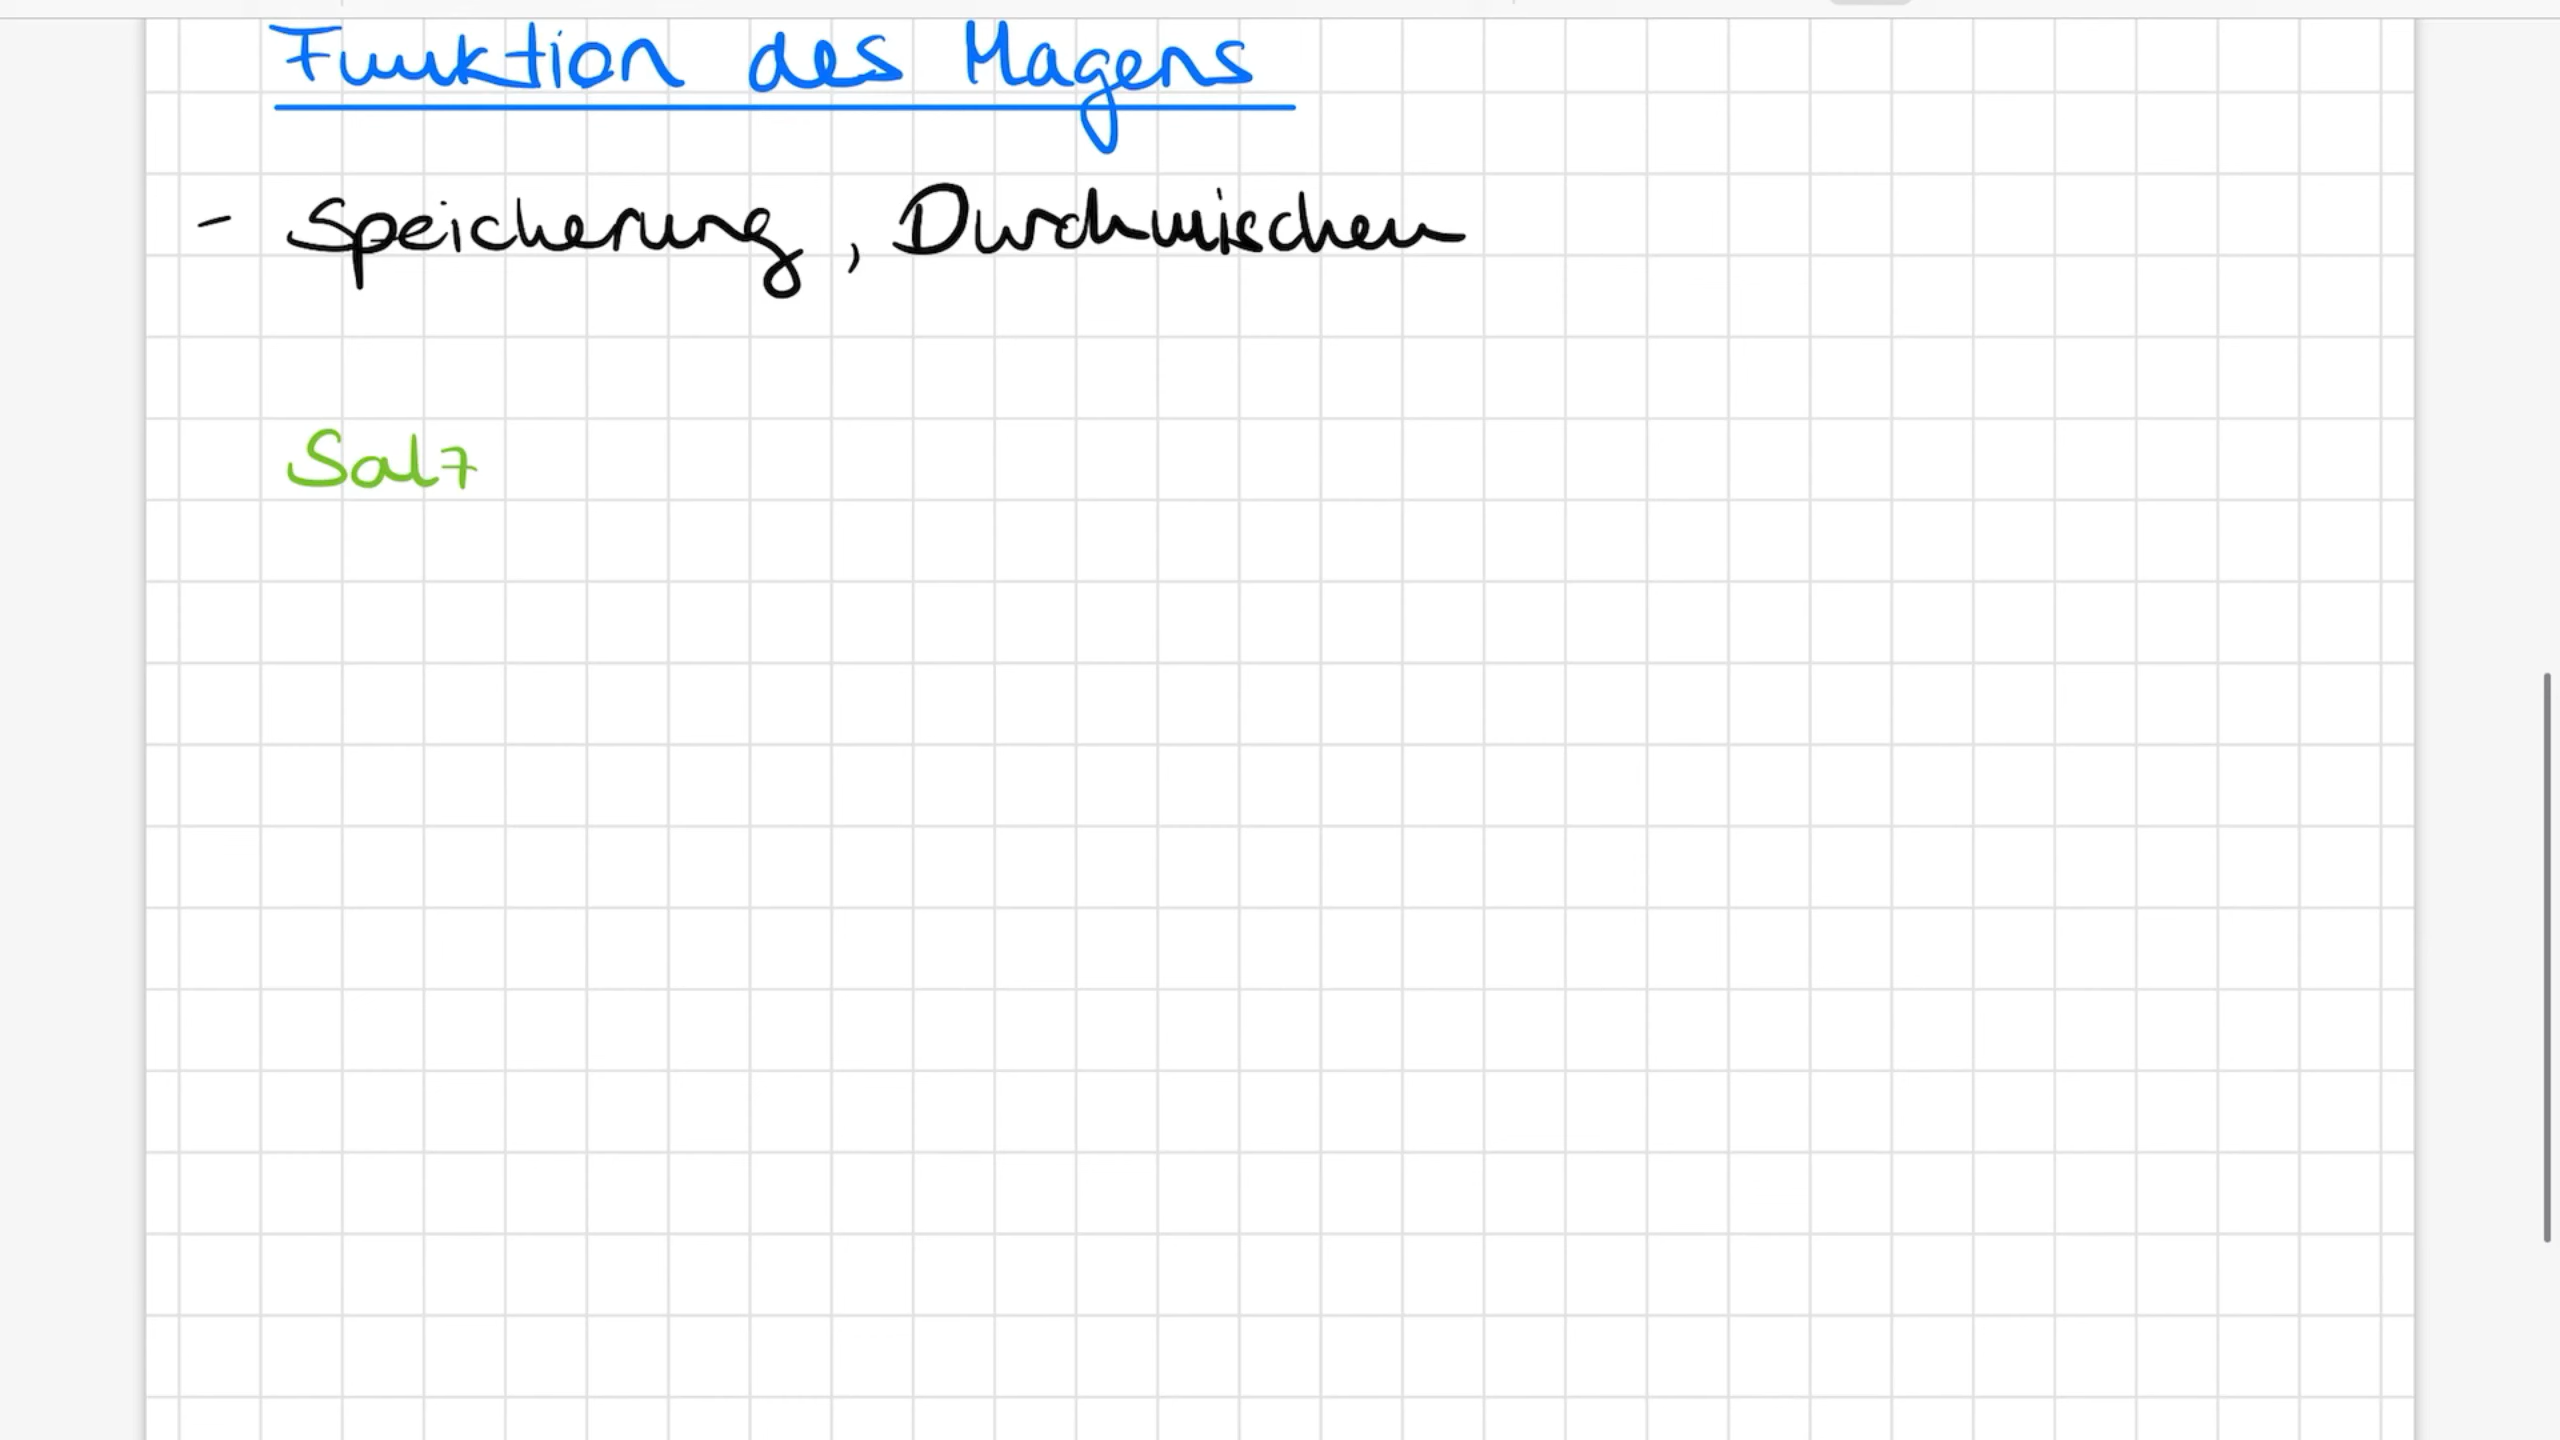 Funktion des Magens
- Speicherung, Durchmischen
Salz